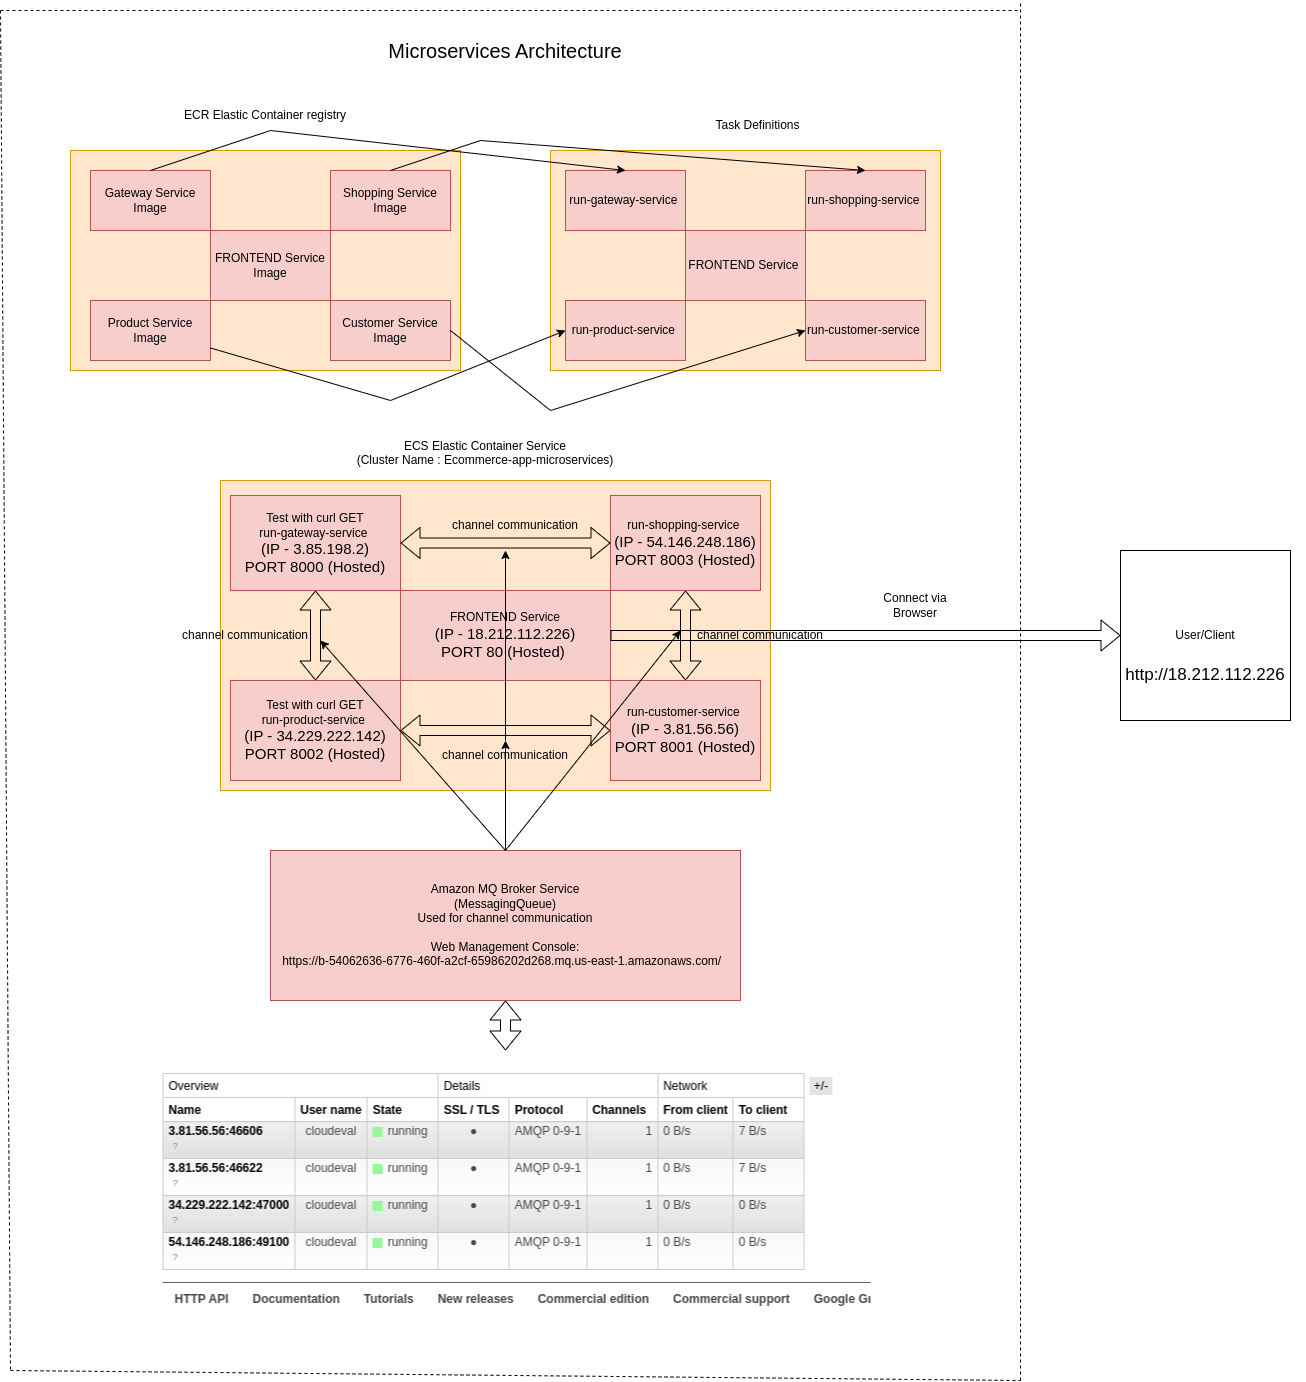 Microservices Architecture
ECR Elastic Container registry
Task Definitions
Gateway Service
Image
Shopping Service
Image
FRONTEND Service
Image
Product Service
Image
Customer Service
Image
run-gateway-service
run-shopping-service
FRONTEND Service
run-product-service
run-customer-service
ECS Elastic Container Service
(Cluster Name : Ecommerce-app-microservices)
Test with curl GET
run-gateway-service
(IP - 3.85.198.2)
PORT 8000 (Hosted)
channel communication
run-shopping-service
(IP - 54.146.248.186)
PORT 8003 (Hosted)
channel communication
FRONTEND Service
(IP - 18.212.112.226)
PORT 80 (Hosted)
channel communication
Connect via
Browser
User/Client
http://18.212.112.226
Test with curl GET
run-product-service
(IP - 34.229.222.142)
PORT 8002 (Hosted)
channel communication
run-customer-service
(IP - 3.81.56.56)
PORT 8001 (Hosted)
Amazon MQ Broker Service
(MessagingQueue)
Used for channel communication
Web Management Console:
https://b-54062636-6776-460f-a2cf-65986202d268.mq.us-east-1.amazonaws.com/
Overview Details Network +/-
Name User name State SSL / TLS Protocol Channels From client To client
3.81.56.56:46606 cloudeval running ● AMQP 0-9-1 1 0 B/s 7 B/s
?
3.81.56.56:46622 cloudeval running ● AMQP 0-9-1 1 0 B/s 7 B/s
?
34.229.222.142:47000 cloudeval running ● AMQP 0-9-1 1 0 B/s 0 B/s
?
54.146.248.186:49100 cloudeval running ● AMQP 0-9-1 1 0 B/s 0 B/s
?
HTTP API Documentation Tutorials New releases Commercial edition Commercial support Google